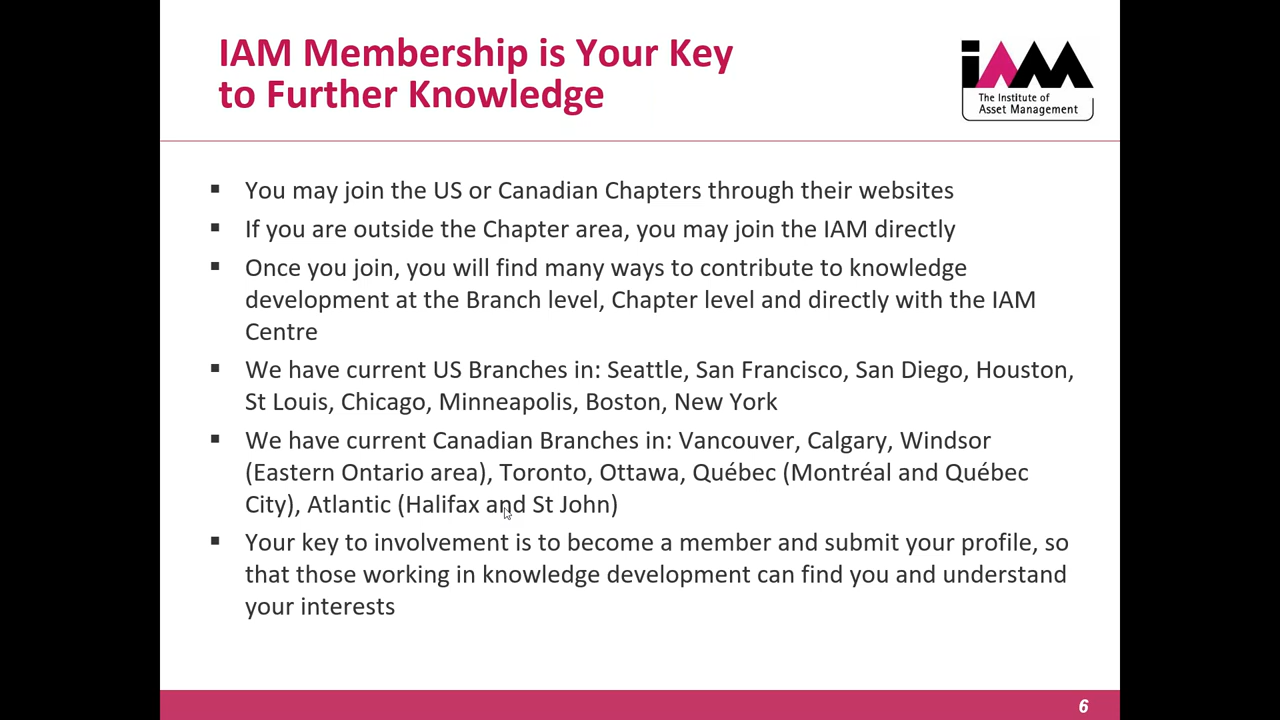 IAM Membership is Your Key
to Further Knowledge
iAM
The Institute of
Asset Management
▪ You may join the US or Canadian Chapters through their websites
▪ If you are outside the Chapter area, you may join the IAM directly
▪ Once you join, you will find many ways to contribute to knowledge
development at the Branch level, Chapter level and directly with the IAM
Centre
▪ We have current US Branches in: Seattle, San Francisco, San Diego, Houston,
St Louis, Chicago, Minneapolis, Boston, New York
▪ We have current Canadian Branches in: Vancouver, Calgary, Windsor
(Eastern Ontario area), Toronto, Ottawa, Québec (Montréal and Québec
City), Atlantic (Halifax and St John)
▪ Your key to involvement is to become a member and submit your profile, so
that those working in knowledge development can find you and understand
your interests
6